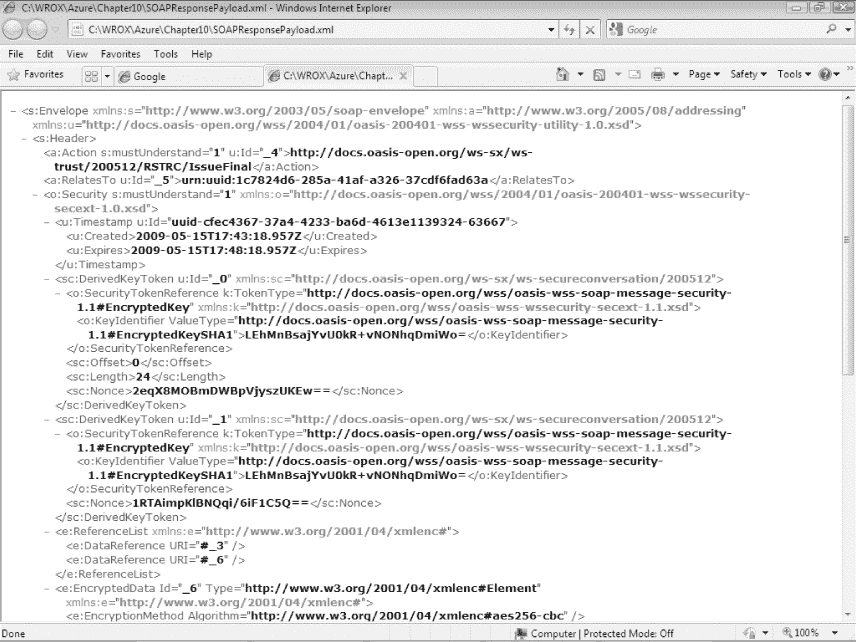 C:\WROX\Azure\Chapter10\SOAPResponsePayload.xml - Windows Internet Explorer
C:\WROX\Azure\Chapter10\SOAPResponsePayload.xml
Google
File Edit View Favorites Tools Help
Favorites Google C:\WROX\Azure\Chapt... Page Safety Tools
- <s:Envelope xmlns:s="http://www.w3.org/2003/05/soap-envelope" xmlns:a="http://www.w3.org/2005/08/addressing"
xmlns:u="http://docs.oasis-open.org/wss/2004/01/oasis-200401-wss-wssecurity-utility-1.0.xsd">
- <s:Header>
<a:Action s:mustUnderstand="1" u:Id="_4">http://docs.oasis-open.org/ws-sx/ws-
trust/200512/RSTRC/IssueFinal</a:Action>
<a:RelatesTo u:Id="_5">urn:uuid:1c7824d6-285a-41af-a326-37cdf6fad63a</a:RelatesTo>
- <o:Security s:mustUnderstand="1" xmlns:o="http://docs.oasis-open.org/wss/2004/01/oasis-200401-wss-wssecurity-
secext-1.0.xsd">
- <u:Timestamp u:Id="uuid-cfec4367-37a4-4233-ba6d-4613e1139324-63667">
<u:Created>2009-05-15T17:43:18.957Z</u:Created>
<u:Expires>2009-05-15T17:48:18.957Z</u:Expires>
</u:Timestamp>
- <sc:DerivedKeyToken u:Id="_0" xmlns:sc="http://docs.oasis-open.org/ws-sx/ws-secureconversation/200512">
- <o:SecurityTokenReference k:TokenType="http://docs.oasis-open.org/wss/oasis-wss-soap-message-security-
1.1#EncryptedKey" xmlns:k="http://docs.oasis-open.org/wss/oasis-wss-wssecurity-secext-1.1.xsd">
<o:KeyIdentifier ValueType="http://docs.oasis-open.org/wss/oasis-wss-soap-message-security-
1.1#EncryptedKeySHA1">LEhMnBsajYvU0kR+vNONhqDmiWo=</o:KeyIdentifier>
</o:SecurityTokenReference>
<sc:Offset>0</sc:Offset>
<sc:Length>24</sc:Length>
<sc:Nonce>2eqX8MOBmDWBpVjyszUKEw==</sc:Nonce>
</sc:DerivedKeyToken>
- <sc:DerivedKeyToken u:Id="_1" xmlns:sc="http://docs.oasis-open.org/ws-sx/ws-secureconversation/200512">
- <o:SecurityTokenReference k:TokenType="http://docs.oasis-open.org/wss/oasis-wss-soap-message-security-
1.1#EncryptedKey" xmlns:k="http://docs.oasis-open.org/wss/oasis-wss-wssecurity-secext-1.1.xsd">
<o:KeyIdentifier ValueType="http://docs.oasis-open.org/wss/oasis-wss-soap-message-security-
1.1#EncryptedKeySHA1">LEhMnBsajYvU0kR+vNONhqDmiWo=</o:KeyIdentifier>
</o:SecurityTokenReference>
<sc:Nonce>1RTAimpKlBNQqi/6iF1C5Q==</sc:Nonce>
</sc:DerivedKeyToken>
- <e:ReferenceList xmlns:e="http://www.w3.org/2001/04/xmlenc#">
<e:DataReference URI="#_3" />
<e:DataReference URI="#_6" />
</e:ReferenceList>
- <e:EncryptedData Id="_6" Type="http://www.w3.org/2001/04/xmlenc#Element"
xmlns:e="http://www.w3.org/2001/04/xmlenc#">
<e:EncryptionMethod Algorithm="http://www.w3.org/2001/04/xmlenc#aes256-cbc" />
Done Computer | Protected Mode: Off 100%